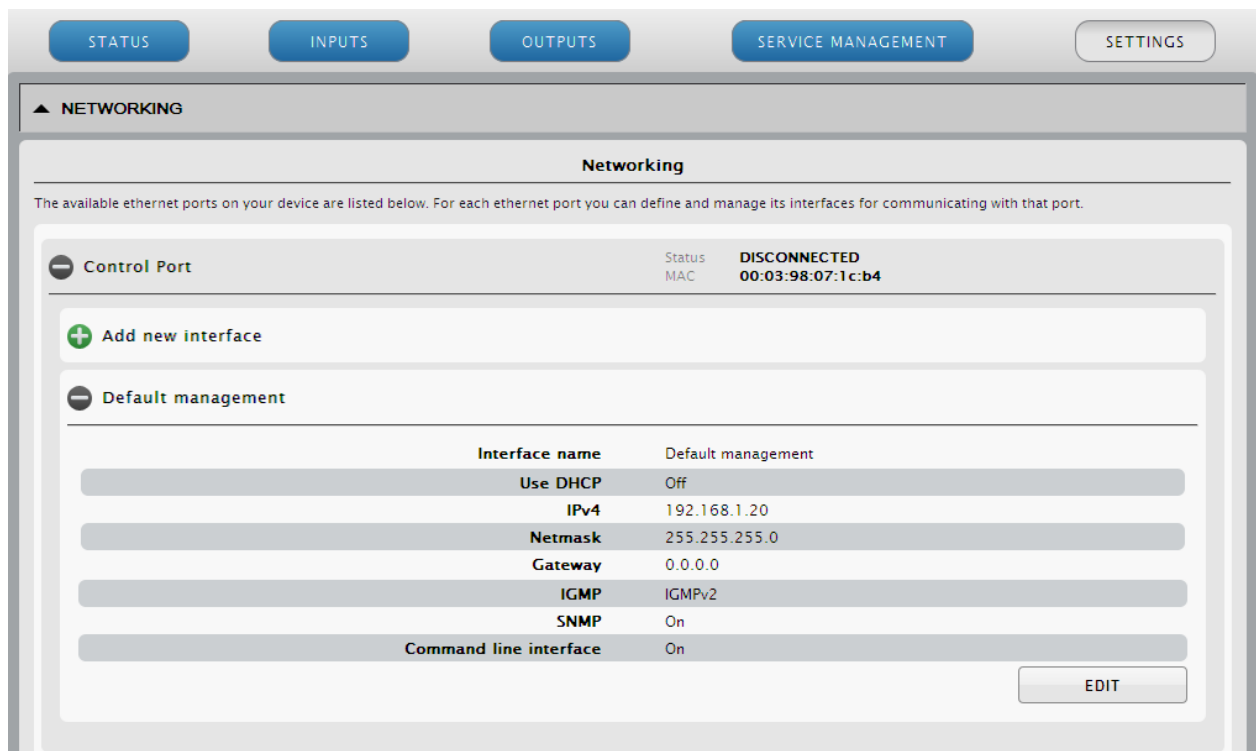 STATUS INPUTS OUTPUTS SERVICE MANAGEMENT SETTINGS
NETWORKING
Networking
The available ethernet ports on your device are listed below. For each ethernet port you can define and manage its interfaces for communicating with that port.
Control Port Status DISCONNECTED
MAC 00:03:98:07:1c:b4
Add new interface
Default management
Interface name Default management
Use DHCP Off
IPv4 192.168.1.20
Netmask 255.255.255.0
Gateway 0.0.0.0
IGMP IGMPv2
SNMP On
Command line interface On
EDIT